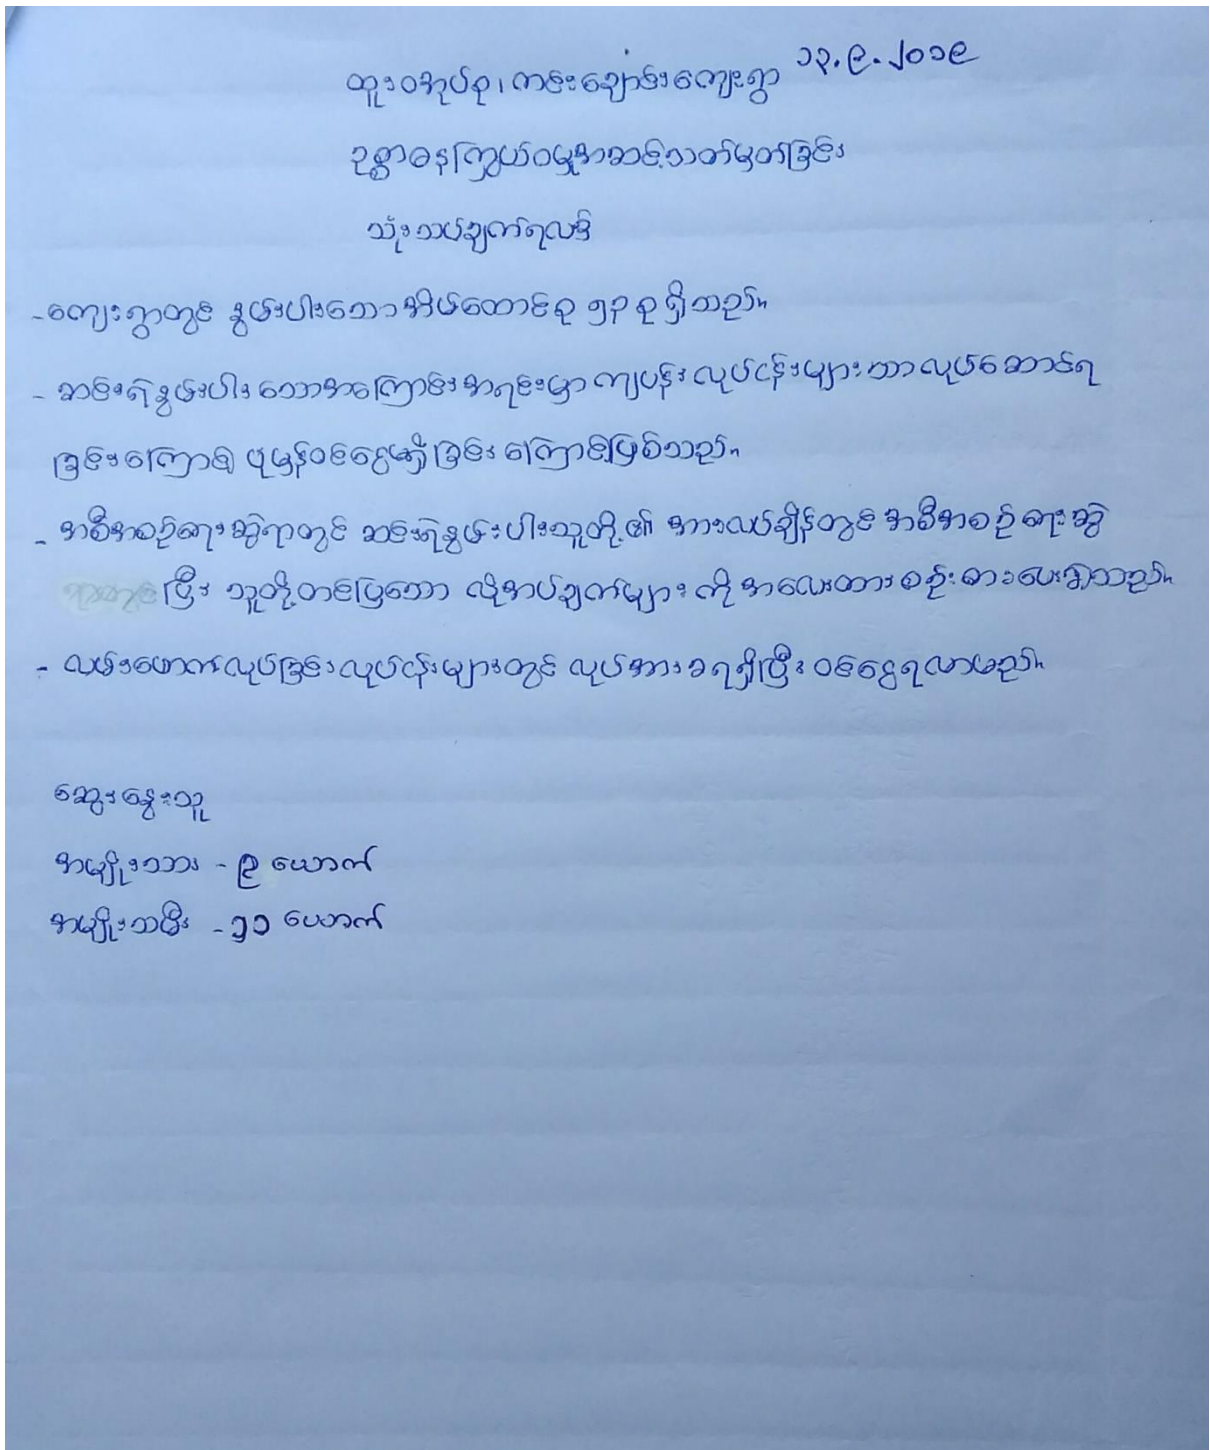 ၁၃.၉.၂၀၁၉
ထူးဝအုပ်စု၊ ကင်းချောင်းကျေးရွာ
ဥစ္စာဓနကြွယ်ဝမှုအဆင့်သတ်မှတ်ခြင်း
သုံးသပ်ချက်ရလဒ်
- ကျေးရွာတွင် နွမ်းပါးသော အိမ်ထောင်စု ၅၃ စု ရှိသည်။
- ဆင်းရဲနွမ်းပါးသောအကြောင်းအရင်းမှာ ကျပန်းလုပ်ငန်းများသာ လုပ်ဆောင်ရ
ခြင်းကြောင့် ပုံမှန်ဝင်ငွေမရှိခြင်းကြောင့်ဖြစ်သည်။
- အစီအစဉ်ရေးဆွဲရာတွင် ဆင်းရဲနွမ်းပါးသူတို့၏ အားလပ်ချိန်တွင် အစီအစဉ်ရေးဆွဲ
ပြီး သူတို့တင်ပြသော လိုအပ်ချက်များကို အလေးထားစဉ်းစားပေးရွာသည်။
- လမ်းဖောက်လုပ်ခြင်းလုပ်ငန်းများတွင် လုပ်အားခရရှိပြီး ဝင်ငွေရလာမည်။
ဆွေးနွေးသူ
အမျိုးသား - ၉ ယောက်
အမျိုးသမီး - ၅၁ ယောက်